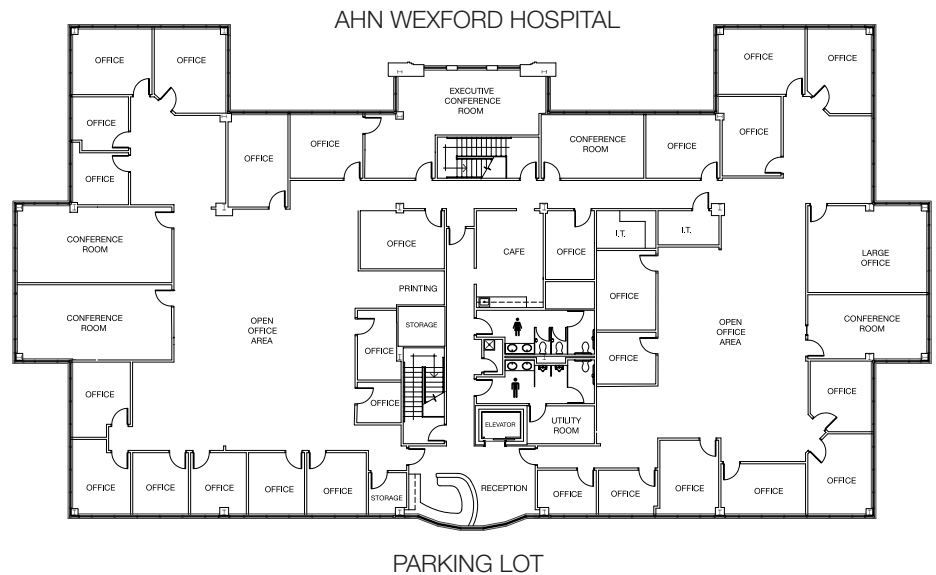 AHN WEXFORD HOSPITAL
OFFICE
OFFICE
OFFICE
OFFICE
EXECUTIVE
CONFERENCE
ROOM
OFFICE
OFFICE
OFFICE
OFFICE
CONFERENCE
ROOM
OFFICE
OFFICE
OFFICE
OFFICE
CONFERENCE
ROOM
OFFICE
CAFE
OFFICE
I.T.
I.T.
LARGE
OFFICE
PRINTING
OFFICE
CONFERENCE
ROOM
OPEN
OFFICE
AREA
STORAGE
OPEN
OFFICE
AREA
CONFERENCE
ROOM
OFFICE
OFFICE
OFFICE
OFFICE
OFFICE
ELEVATOR
UTILITY
ROOM
OFFICE
OFFICE
OFFICE
OFFICE
OFFICE
STORAGE
RECEPTION
OFFICE
OFFICE
OFFICE
OFFICE
OFFICE
PARKING LOT